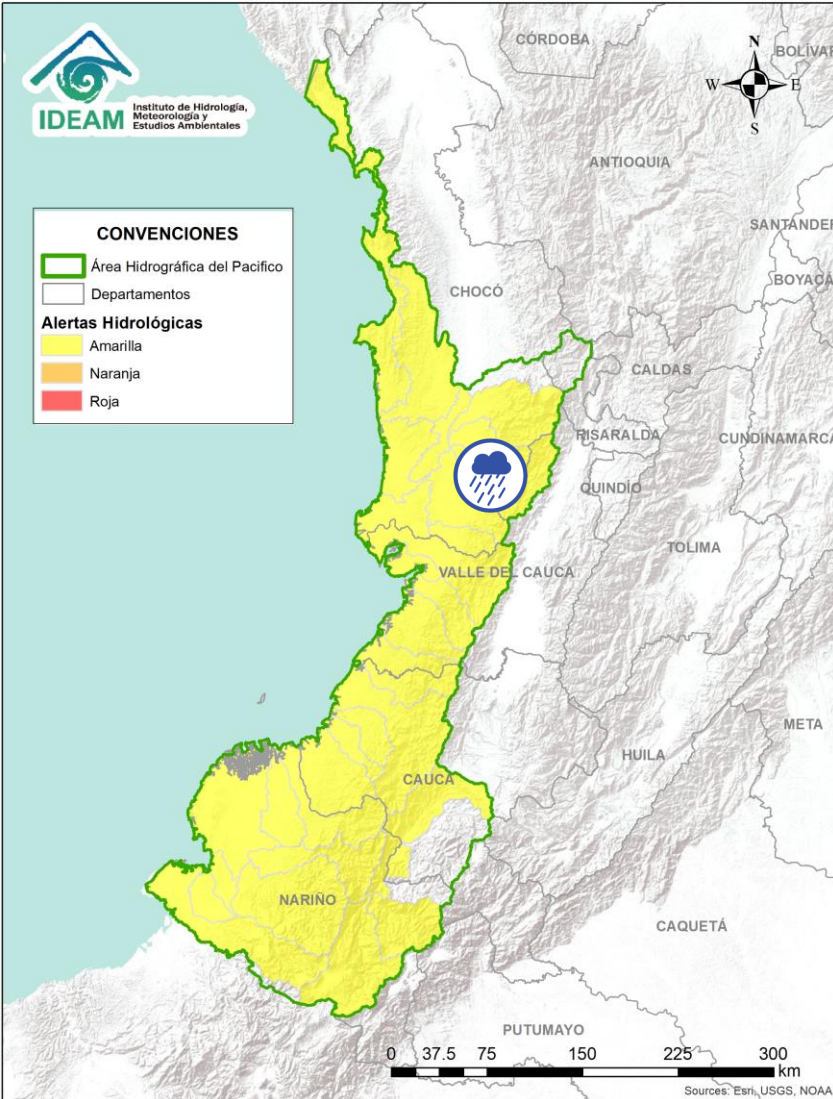 IDEAM
Instituto de Hidrología,
Meteorología y
Estudios Ambientales
CÓRDOBA
BOLÍVAR
N
W
E
S
ANTIOQUIA
SANTANDER
BOYACÁ
CONVENCIONES
Área Hidrográfica del Pacifico
Departamentos
Alertas Hidrológicas
Amarilla
Naranja
Roja
CHOCÓ
CALDAS
RISARALDA
CUNDINAMARCA
QUINDÍO
TOLIMA
VALLE DEL CAUCA
META
HUILA
CAUCA
NARIÑO
CAQUETÁ
PUTUMAYO
0 37.5 75 150 225 300
km
Sources: Esri, USGS, NOAA